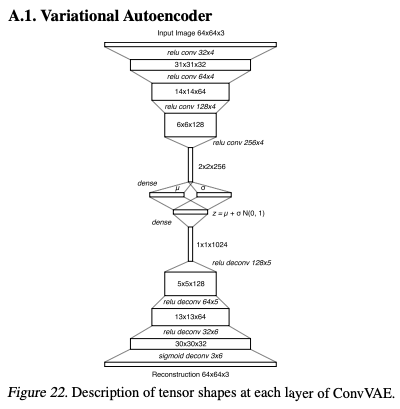 A.1. Variational Autoencoder
Input Image 64x64x3
relu conv 32x4
31x31x32
relu conv 64x4
14x14x64
relu conv 128x4
6x6x128
relu conv 256x4
2x2x256
dense
μ σ
z = μ + σ N(0, 1)
dense
1x1x1024
relu deconv 128x5
5x5x128
relu deconv 64x5
13x13x64
relu deconv 32x6
30x30x32
sigmoid deconv 3x6
Reconstruction 64x64x3
Figure 22. Description of tensor shapes at each layer of ConvVAE.